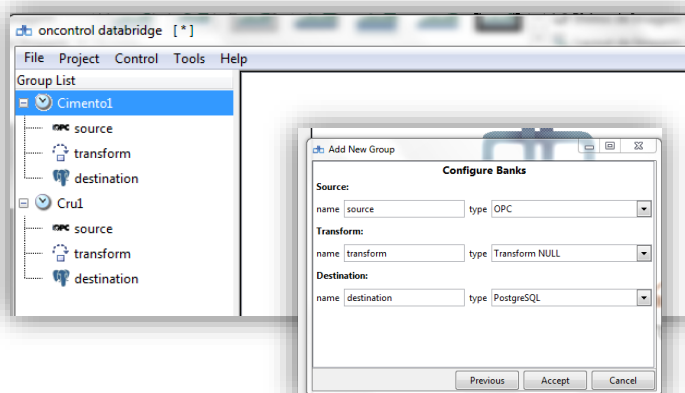 oncontrol databridge [*]
File Project Control Tools Help
Group List
Cimento1
OPC source
transform
destination
Cru1
OPC source
transform
destination
Add New Group
Configure Banks
Source:
name source type OPC
Transform:
name transform type Transform NULL
Destination:
name destination type PostgreSQL
Previous Accept Cancel